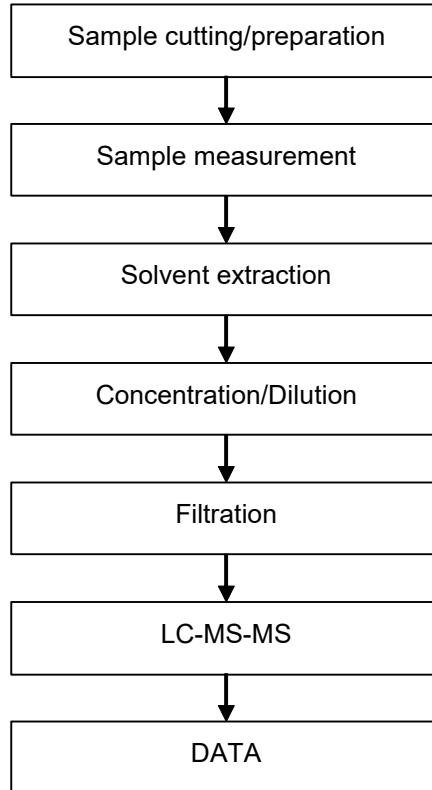 Sample cutting/preparation
Sample measurement
Solvent extraction
Concentration/Dilution
Filtration
LC-MS-MS
DATA